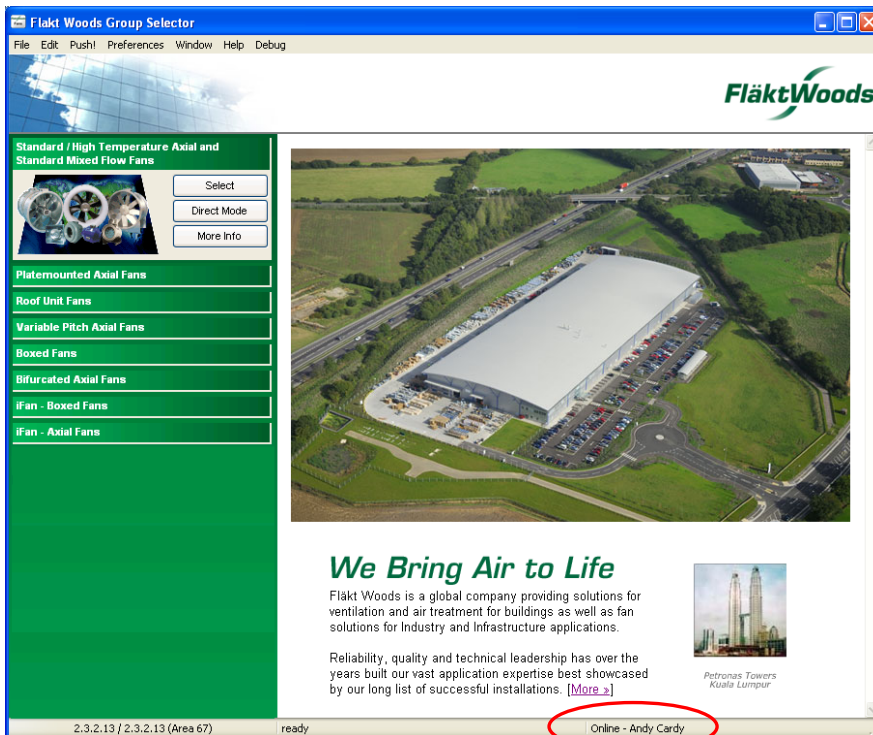 Flakt Woods Group Selector
File Edit Push! Preferences Window Help Debug
FläktWoods
Standard / High Temperature Axial and
Standard Mixed Flow Fans
Select
Direct Mode
More Info
Platemounted Axial Fans
Roof Unit Fans
Variable Pitch Axial Fans
Boxed Fans
Bifurcated Axial Fans
iFan - Boxed Fans
iFan - Axial Fans
We Bring Air to Life
Fläkt Woods is a global company providing solutions for
ventilation and air treatment for buildings as well as fan
solutions for Industry and Infrastructure applications.
Reliability, quality and technical leadership has over the
years built our vast application expertise best showcased
by our long list of successful installations. [More »]
Petronas Towers
Kuala Lumpur
2.3.2.13 / 2.3.2.13 (Area 67) ready Online - Andy Cardy